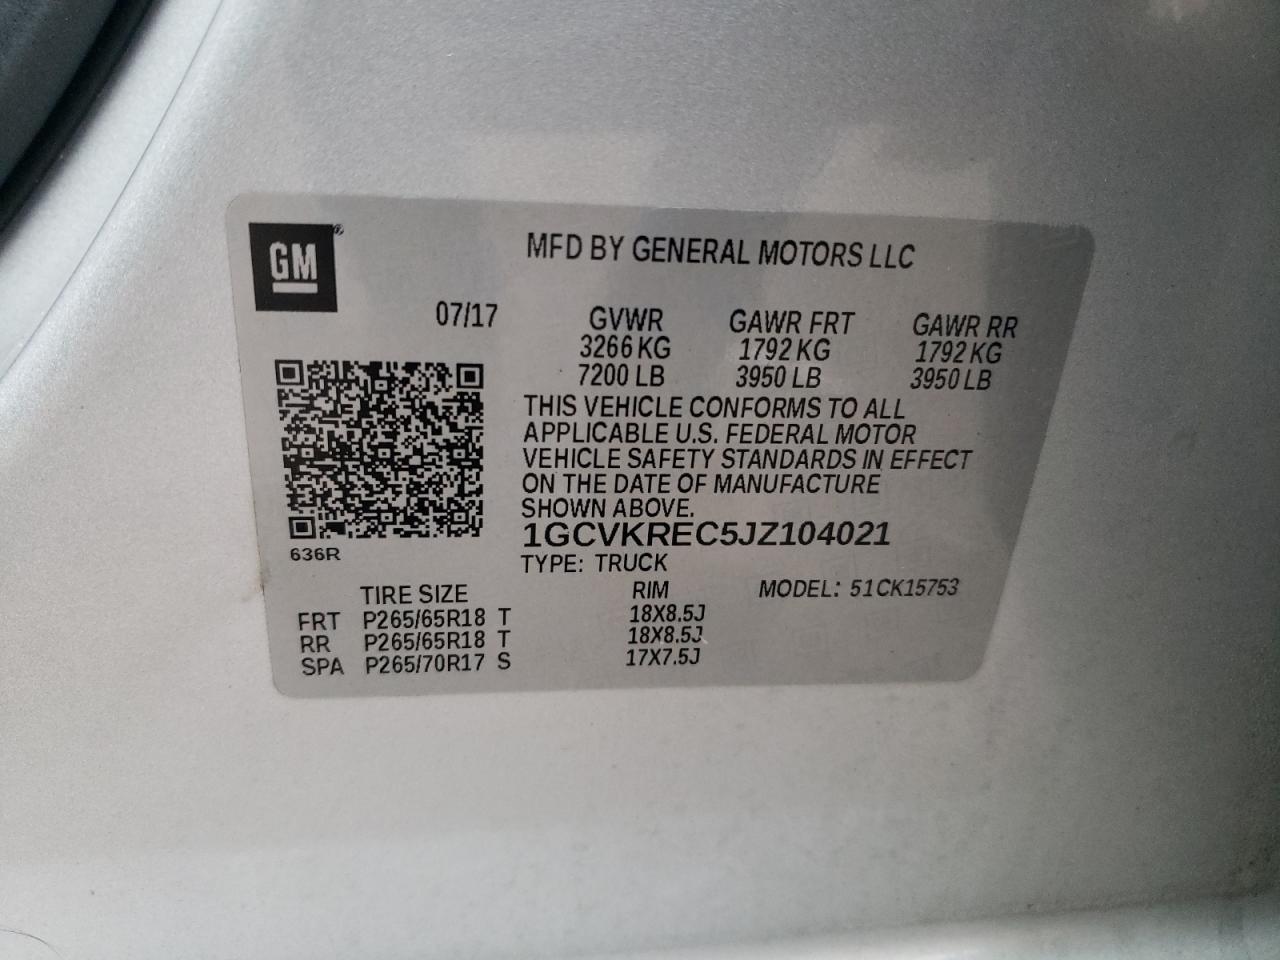 GM®
MFD BY GENERAL MOTORS LLC
07/17 GVWR GAWR FRT GAWR RR
3266 KG 1792 KG 1792 KG
7200 LB 3950 LB 3950 LB
THIS VEHICLE CONFORMS TO ALL
APPLICABLE U.S. FEDERAL MOTOR
VEHICLE SAFETY STANDARDS IN EFFECT
ON THE DATE OF MANUFACTURE
SHOWN ABOVE.
1GCVKREC5JZ104021
636R TYPE: TRUCK
TIRE SIZE RIM MODEL: 51CK15753
FRT P265/65R18 T 18X8.5J
RR P265/65R18 T 18X8.5J
SPA P265/70R17 S 17X7.5J